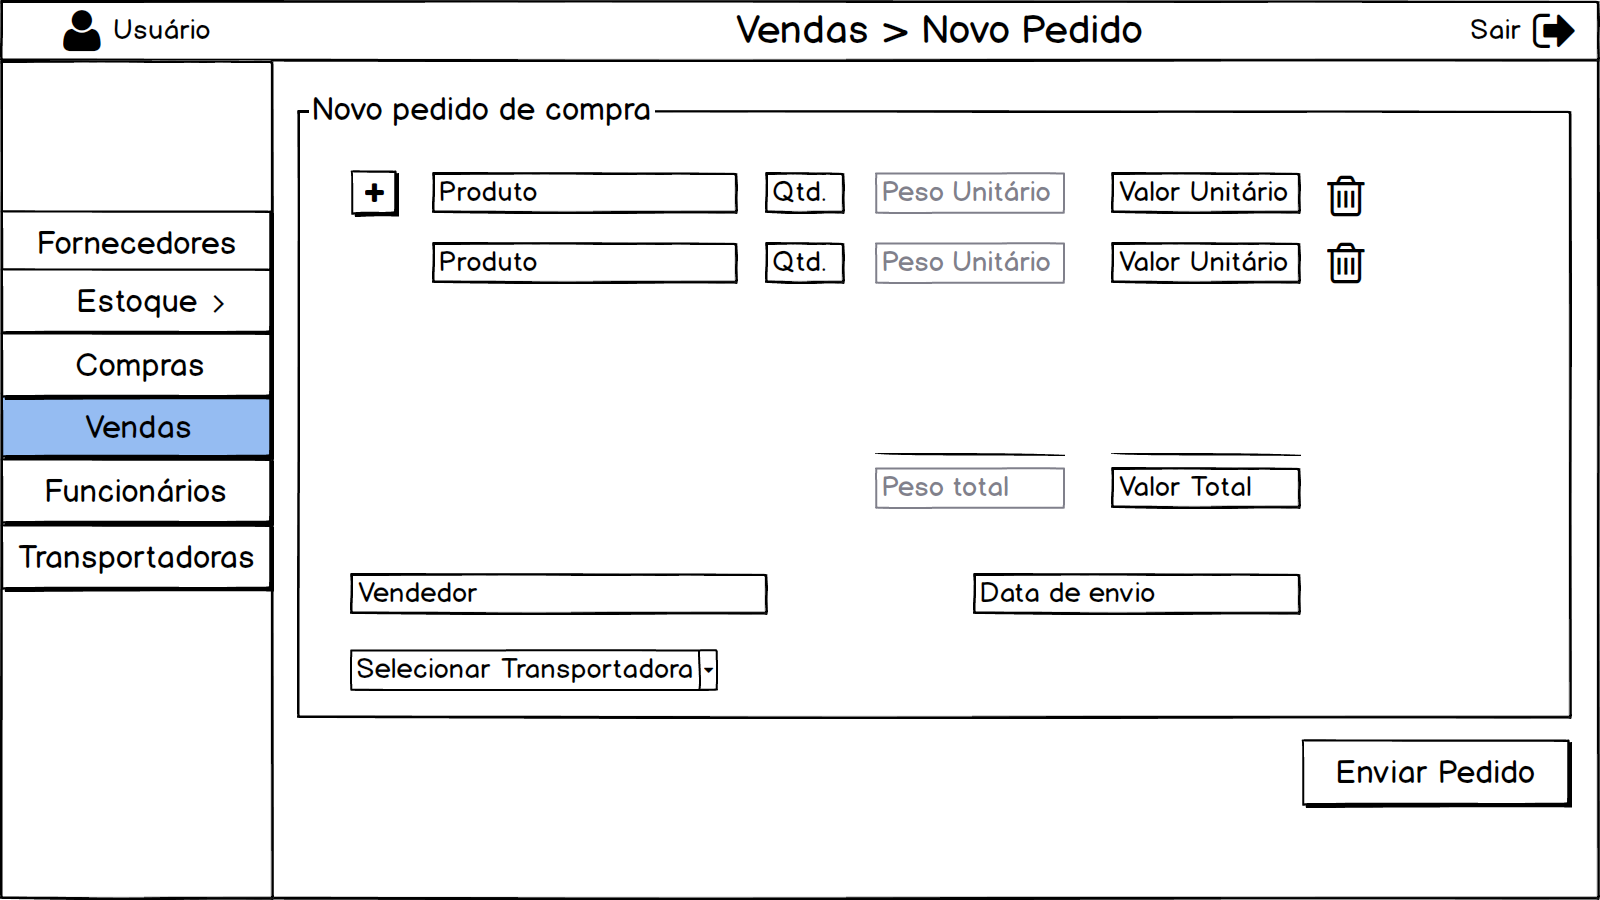 Usuário
Vendas > Novo Pedido
Sair
Fornecedores
Estoque >
Compras
Vendas
Funcionários
Transportadoras
Novo pedido de compra
+ Produto Qtd. Peso Unitário Valor Unitário
Produto Qtd. Peso Unitário Valor Unitário
Peso total Valor Total
Vendedor Data de envio
Selecionar Transportadora
Enviar Pedido